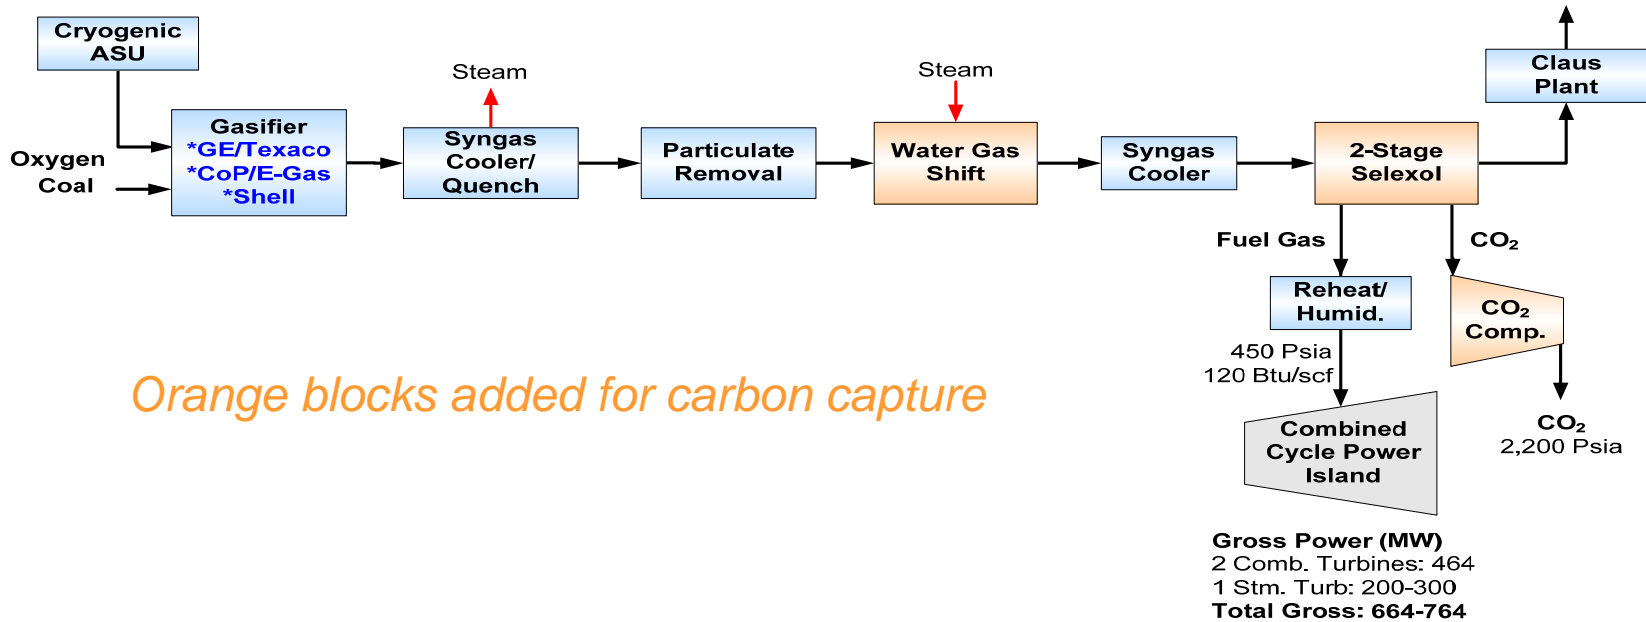 Cryogenic
ASU
Oxygen
Coal
Gasifier
*GE/Texaco
*CoP/E-Gas
*Shell
Steam
Syngas
Cooler/
Quench
Particulate
Removal
Steam
Water Gas
Shift
Syngas
Cooler
2-Stage
Selexol
Claus
Plant
Fuel Gas
CO₂
Reheat/
Humid.
CO₂
Comp.
450 Psia
120 Btu/scf
CO₂
2,200 Psia
Combined
Cycle Power
Island
Orange blocks added for carbon capture
Gross Power (MW)
2 Comb. Turbines: 464
1 Stm. Turb: 200-300
Total Gross: 664-764